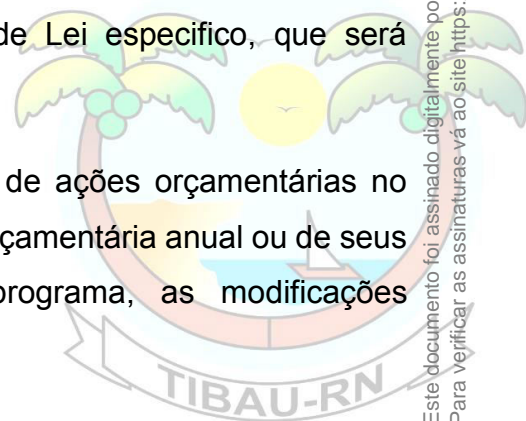 de Lei especifico, que será
de ações orçamentárias no
rçamentária anual ou de seus
programa, as modificações
TIBAU-RN
Este documento foi assinado digitalmente po
Para verificar as assinaturas vá ao site https: